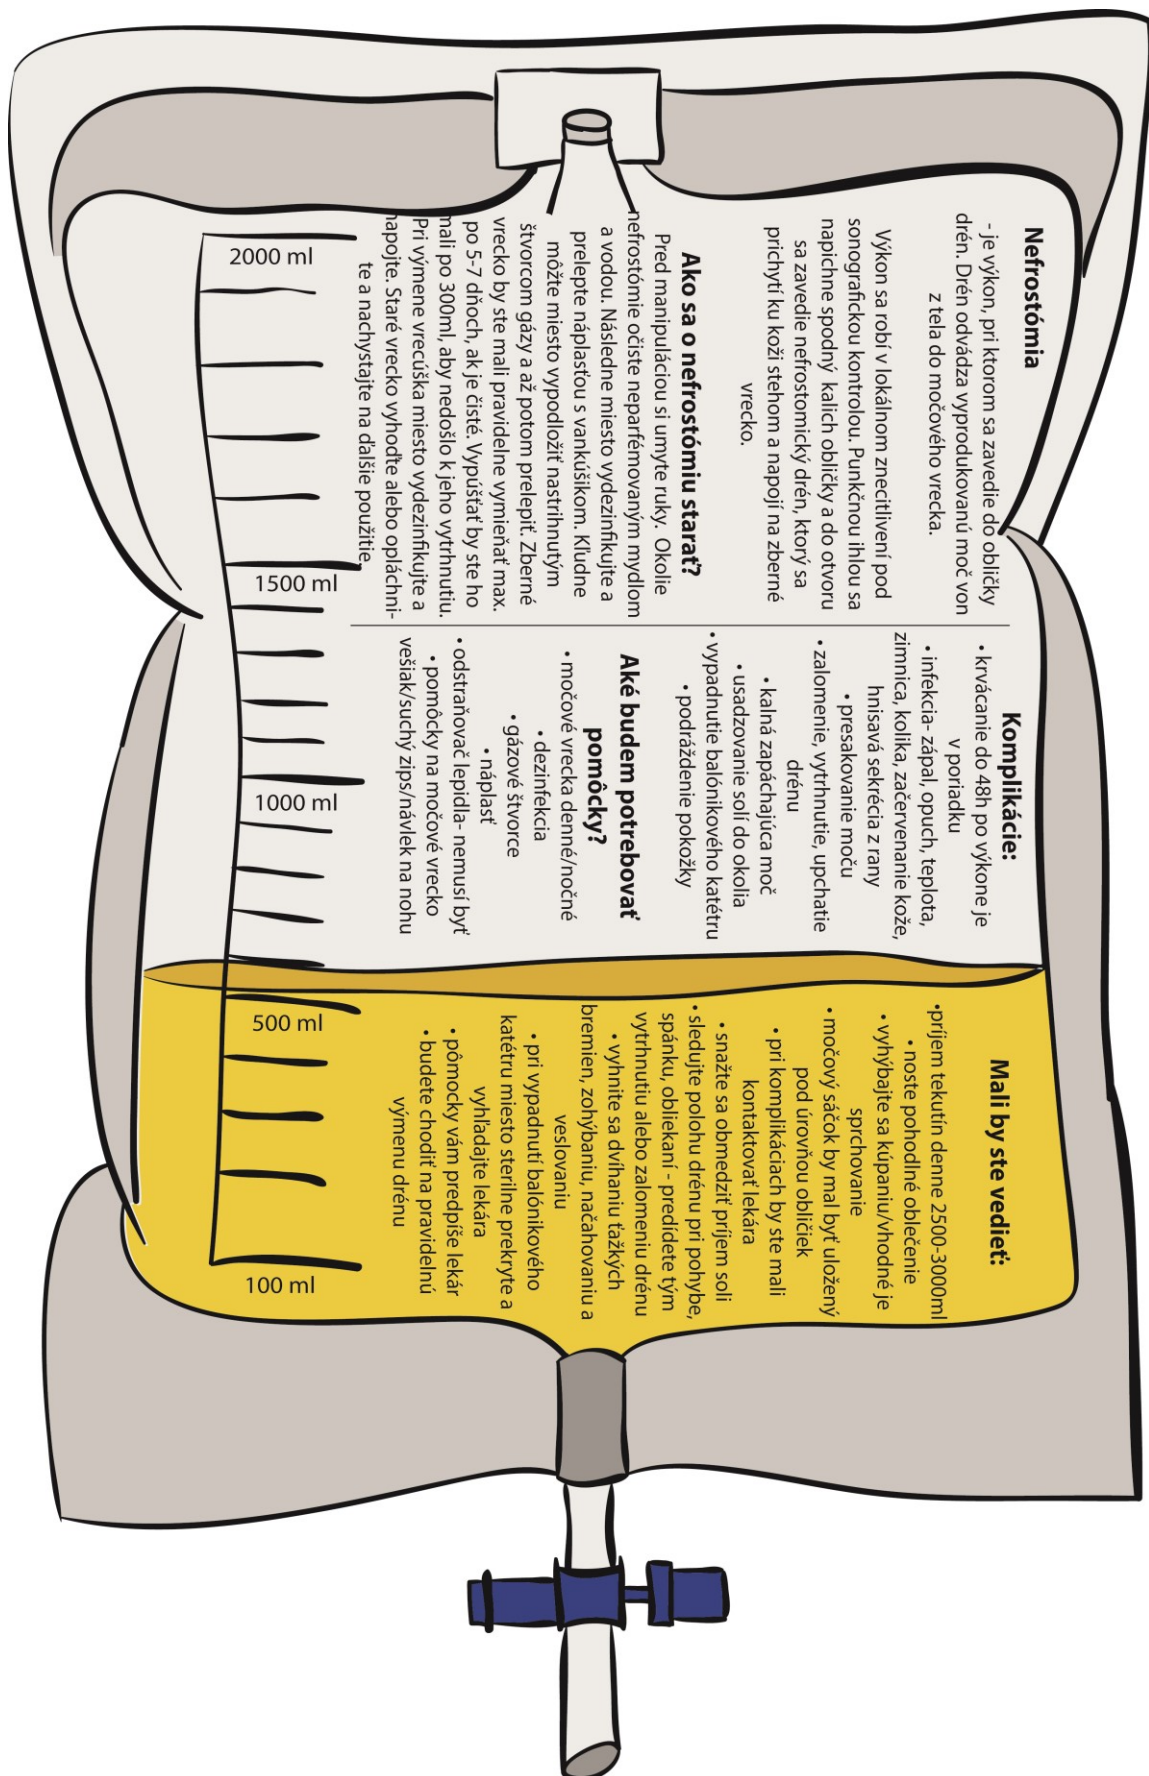 Nefrostómia
- je výkon, pri ktorom sa zavedie do obličky
drén. Drén odvádza vyprodukovanú moč von
z tela do močového vrecka.
Výkon sa robí v lokálnom znecitlivení pod
sonografickou kontrolou. Punkčnou ihlou sa
napichne spodný kalich obličky a do otvoru
sa zavedie nefrostomický drén, ktorý sa
prichytí ku koži stehom a napojí na zberné
vrecko.
Ako sa o nefrostómiu starať?
Pred manipuláciou si umyte ruky. Okolie
nefrostómie očiste neparfémovaným mydlom
a vodou. Následne miesto vydezinfikujte a
prelepte náplasťou s vankúšikom. Kľudne
môžte miesto vypodložiť nastrihnutým
štvorcom gázy a až potom prelepiť. Zberné
vrecko by ste mali pravidelne vymieňať max.
po 5-7 dňoch, ak je čisté. Vypúšťať by ste ho
mali po 300ml, aby nedošlo k jeho vytrhnutiu.
Pri výmene vrecúška miesto vydezinfikujte a
napojte. Staré vrecko vyhoďte alebo opláchni-
te a nachystajte na ďalšie použitie.
Komplikácie:
• krvácanie do 48h po výkone je
v poriadku
• infekcia- zápal, opuch, teplota,
zimnica, kolika, začervenanie kože,
hnisavá sekrécia z rany
• presakovanie moču
• zalomenie, vytrhnutie, upchatie
drénu
• kalná zapáchajúca moč
• usadzovanie solí do okolia
• vypadnutie balónikového katétru
• podráždenie pokožky
Aké budem potrebovať
pomôcky?
• močové vrecka denné/nočné
• dezinfekcia
• gázové štvorce
• náplasť
• odstraňovač lepidla- nemusí byť
• pomôcky na močové vrecko
vešiak/suchý zips/návlek na nohu
Mali by ste vedieť:
•príjem tekutín denne 2500-3000ml
• noste pohodlné oblečenie
• vyhýbajte sa kúpaniu/vhodné je
sprchovanie
• močový sáčok by mal byť uložený
pod úrovňou obličiek
• pri komplikáciach by ste mali
kontaktovať lekára
• snažte sa obmedziť príjem soli
• sledujte polohu drénu pri pohybe,
spánku, obliekaní - predídete tým
vytrhnutiu alebo zalomeniu drénu
• vyhnite sa dvíhaniu ťažkých
bremien, zohýbaniu, načahovaniu a
veslovaniu
• pri vypadnutí balónikového
katétru miesto sterilne prekryte a
vyhľadajte lekára
• pômocky vám predpíše lekár
• budete chodiť na pravidelnú
výmenu drénu
2000 ml
1500 ml
1000 ml
500 ml
100 ml